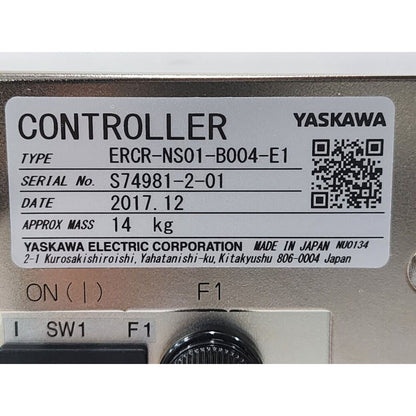 CONTROLLER YASKAWA
TYPE ERCR-NS01-B004-E1
SERIAL No. S74981-2-01
DATE 2017.12
APPROX MASS 14 kg
YASKAWA ELECTRIC CORPORATION MADE IN JAPAN NU0134
2-1 Kurosakishiroishi, Yahatanishi-ku, Kitakyushu 806-0004 Japan
ON(|) F1
I SW1 F1